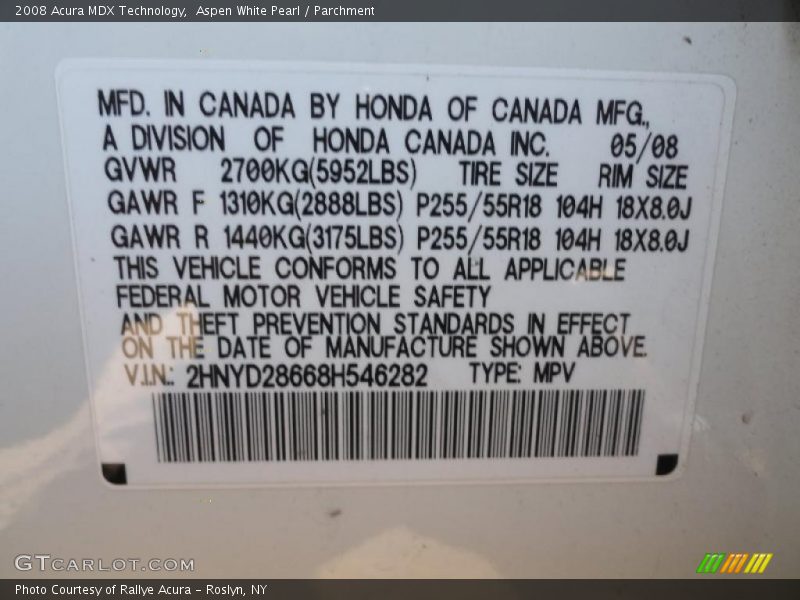 2008 Acura MDX Technology,  Aspen White Pearl / Parchment
MFD. IN CANADA BY HONDA OF CANADA MFG.,
A DIVISION OF HONDA CANADA INC. 05/08
GVWR 2700KG(5952LBS) TIRE SIZE RIM SIZE
GAWR F 1310KG(2888LBS) P255/55R18 104H 18X8.0J
GAWR R 1440KG(3175LBS) P255/55R18 104H 18X8.0J
THIS VEHICLE CONFORMS TO ALL APPLICABLE
FEDERAL MOTOR VEHICLE SAFETY
AND THEFT PREVENTION STANDARDS IN EFFECT
ON THE DATE OF MANUFACTURE SHOWN ABOVE.
V.I.N.: 2HNYD28668H546282 TYPE: MPV
GTCARLOT.COM
Photo Courtesy of Rallye Acura – Roslyn, NY